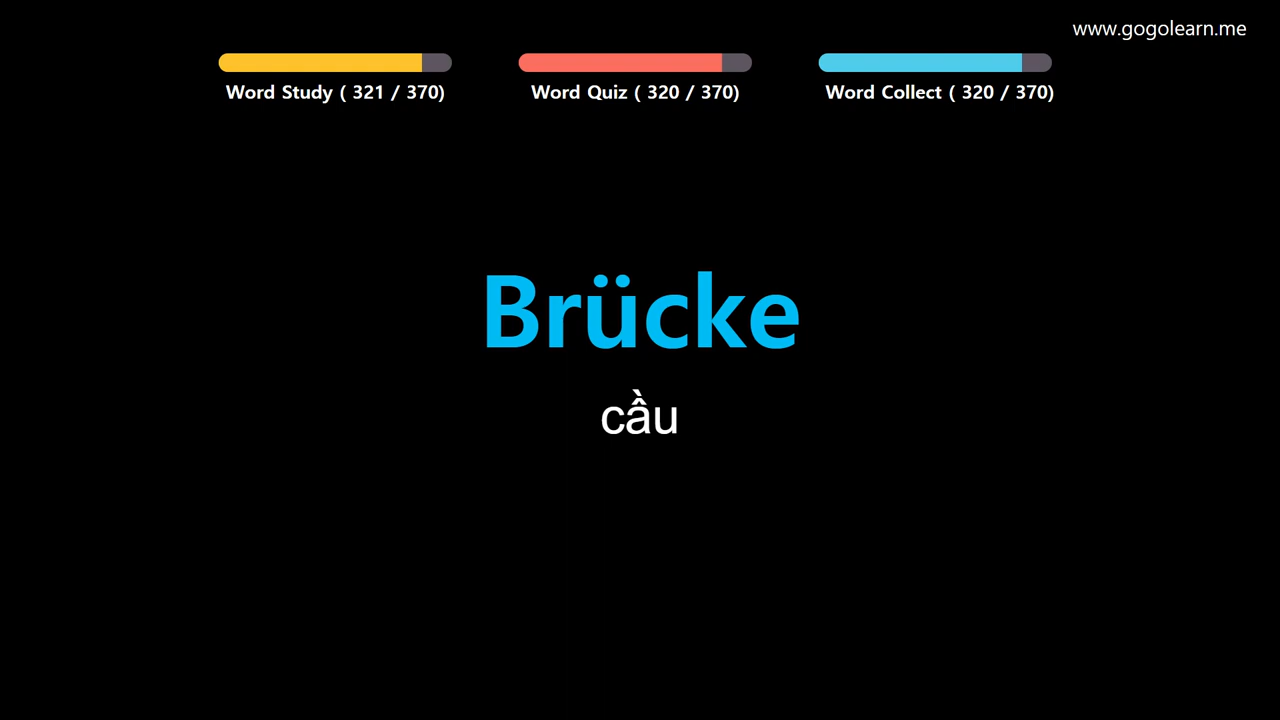 www.gogolearn.me
Word Study ( 321 / 370)
Word Quiz ( 320 / 370)
Word Collect ( 320 / 370)
Brücke
cầu